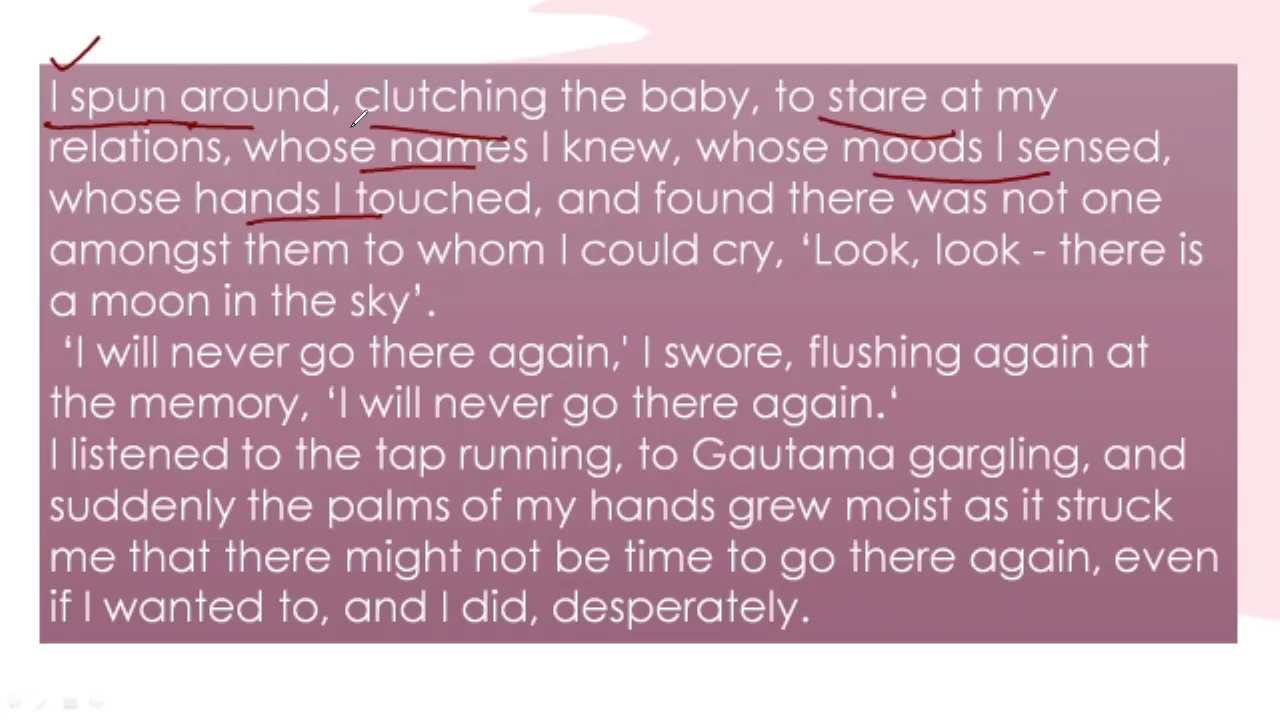 I spun around, clutching the baby, to stare at my
relations, whose names I knew, whose moods I sensed,
whose hands I touched, and found there was not one
amongst them to whom I could cry, ‘Look, look - there is
a moon in the sky’.
‘I will never go there again,' I swore, flushing again at
the memory, ‘I will never go there again.‘
I listened to the tap running, to Gautama gargling, and
suddenly the palms of my hands grew moist as it struck
me that there might not be time to go there again, even
if I wanted to, and I did, desperately.